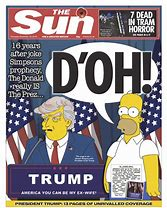 THE Sun
7 DEAD
IN TRAM
HORROR
D'OH!
16 years
after joke
Simpsons
prophecy,
The Donald
really IS
The Prez...
TRUMP
AMERICA YOU CAN BE MY EX-WIFE!
PRESIDENT TRUMP: 13 PAGES OF UNRIVALLED COVERAGE